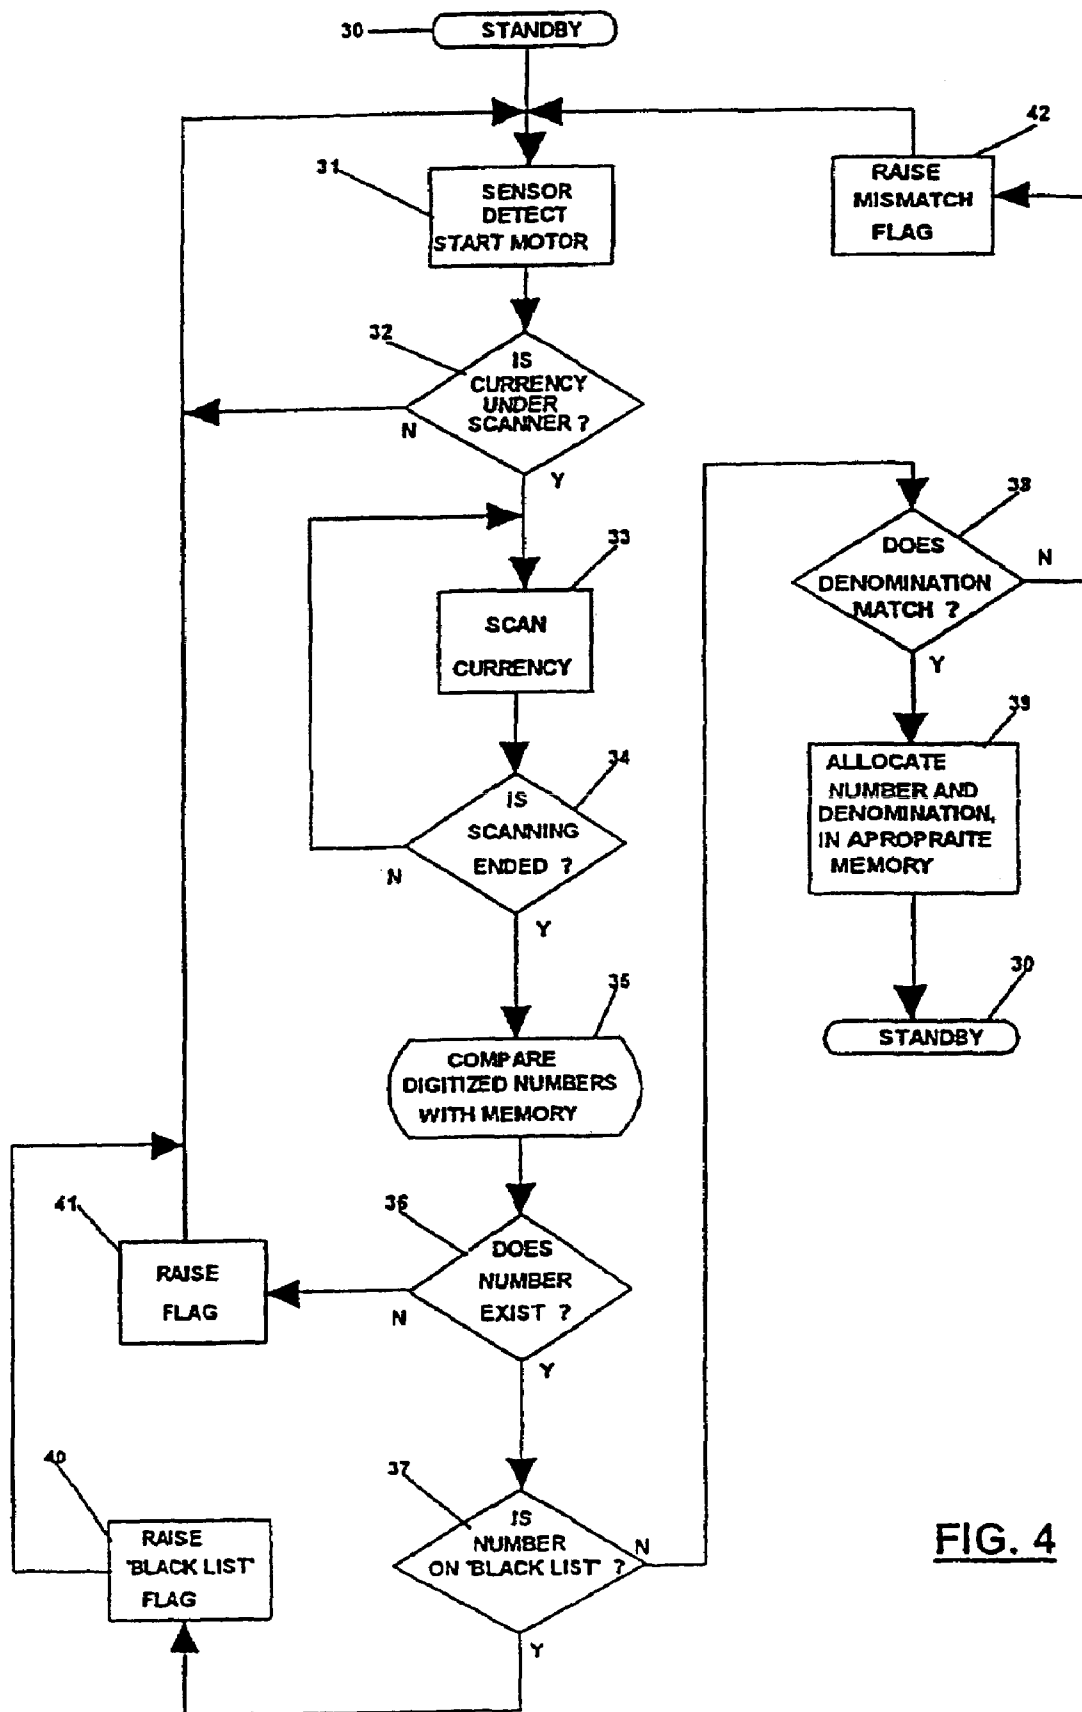 30
STANDBY
42
RAISE
MISMATCH
FLAG
31
SENSOR
DETECT
START MOTOR
32
IS
CURRENCY
UNDER
SCANNER ?
N
Y
33
SCAN
CURRENCY
34
IS
SCANNING
ENDED ?
N
Y
35
COMPARE
DIGITIZED NUMBERS
WITH MEMORY
36
DOES
NUMBER
EXIST ?
N
Y
41
RAISE
FLAG
37
IS
NUMBER
ON 'BLACK LIST' ?
N
Y
40
RAISE
'BLACK LIST'
FLAG
38
DOES
DENOMINATION
MATCH ?
N
Y
39
ALLOCATE
NUMBER AND
DENOMINATION,
IN APROPRAITE
MEMORY
30
STANDBY
FIG. 4